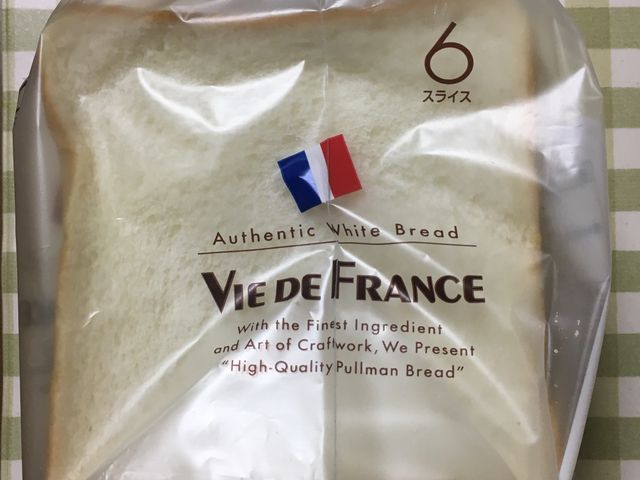 6
スライス
Authentic White Bread
VIE DE FRANCE
With the Finest Ingredient
and Art of Craftwork, We Present
"High-Quality Pullman Bread"